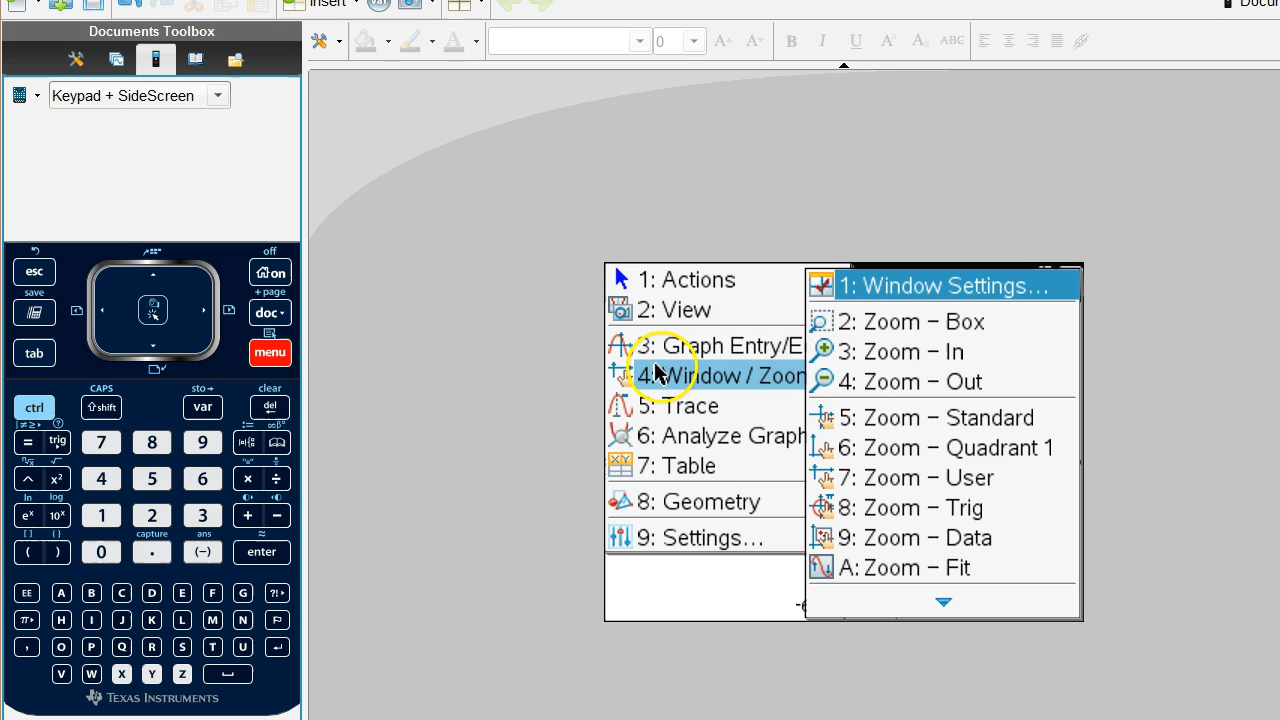 Insert
Documents Toolbox
0
B I U A A ABC
Keypad + SideScreen
off
esc
on
save
+ page
doc
tab
menu
CAPS
sto→
clear
ctrl
shift
var
del
= trig 7 8 9
^ x² 4 5 6 × ÷
ln log
eˣ 10ˣ 1 2 3 + −
[ ] { } capture ans ≈
( ) 0 . (−) enter
EE A B C D E F G ?!▸
π▸ H I J K L M N
, O P Q R S T U
V W X Y Z
TEXAS INSTRUMENTS
1: Actions
2: View
3: Graph Entry/E
4: Window / Zoom
5: Trace
6: Analyze Graph
7: Table
8: Geometry
9: Settings...
1: Window Settings...
2: Zoom – Box
3: Zoom – In
4: Zoom – Out
5: Zoom – Standard
6: Zoom – Quadrant 1
7: Zoom – User
8: Zoom – Trig
9: Zoom – Data
A: Zoom – Fit